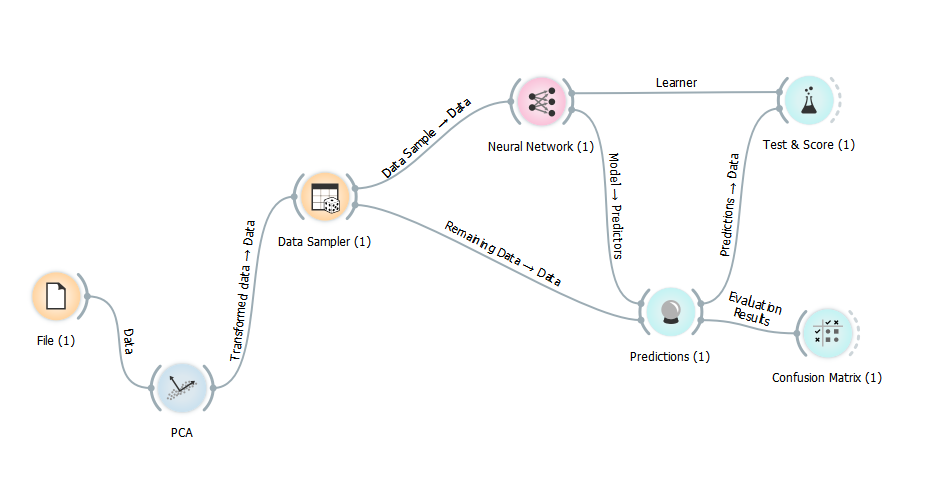 File (1)
Data
PCA
Transformed data → Data
Data Sampler (1)
Data Sample → Data
Remaining Data → Data
Neural Network (1)
Learner
Model → Predictors
Test & Score (1)
Predictions → Data
Predictions (1)
Evaluation
Results
Confusion Matrix (1)